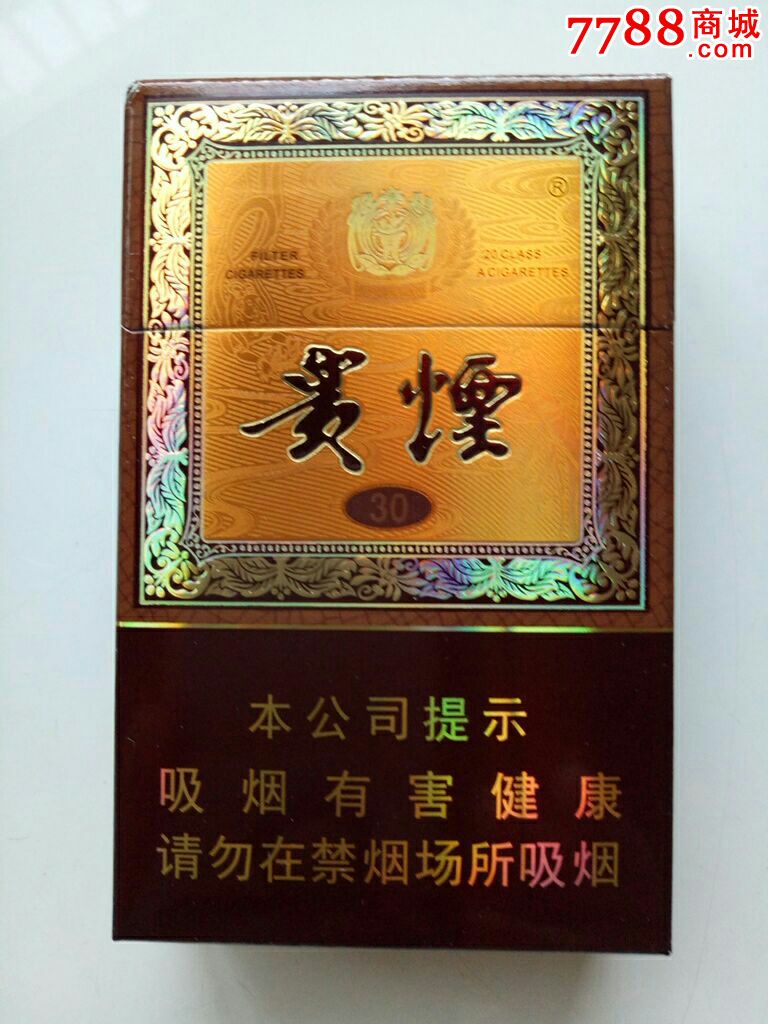 7788商城
.com
®
FILTER
CIGARETTES
20 CLASS
A CIGARETTES
贵煙
30
本公司提示
吸烟有害健康
请勿在禁烟场所吸烟